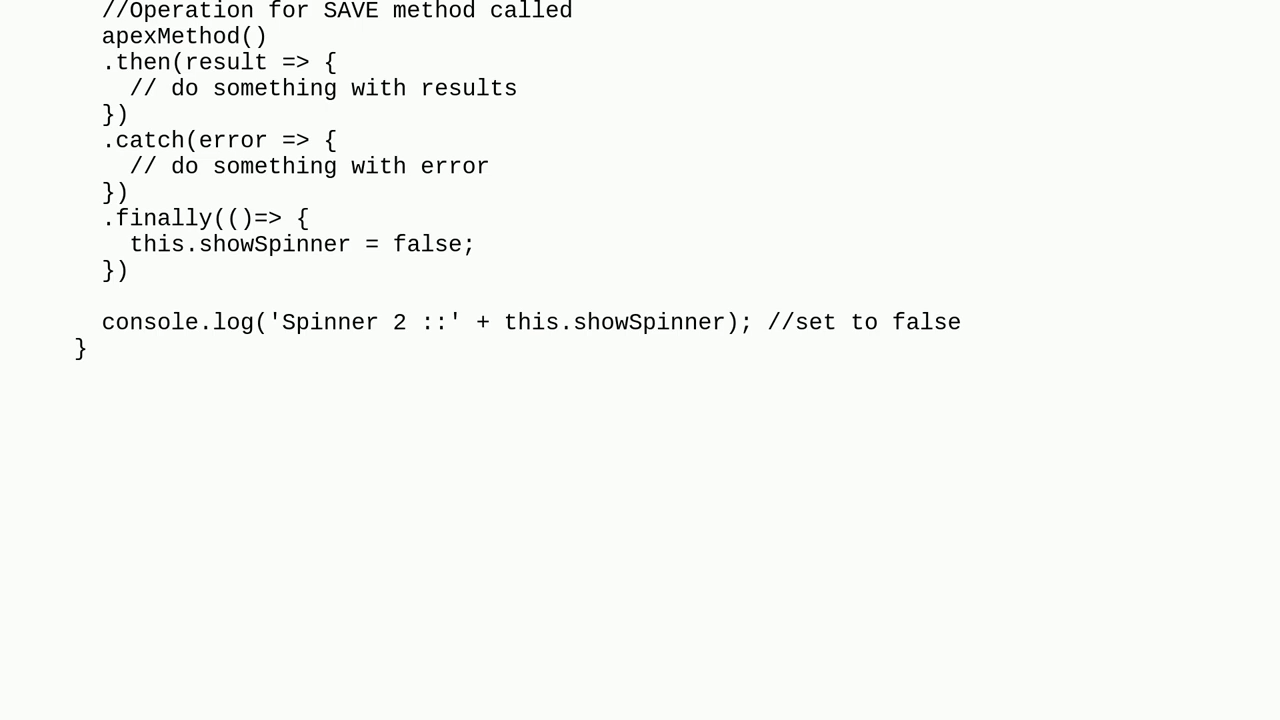 //Operation for SAVE method called
apexMethod()
.then(result => {
// do something with results
})
.catch(error => {
// do something with error
})
.finally(()=> {
this.showSpinner = false;
})
console.log('Spinner 2 ::' + this.showSpinner); //set to false
}